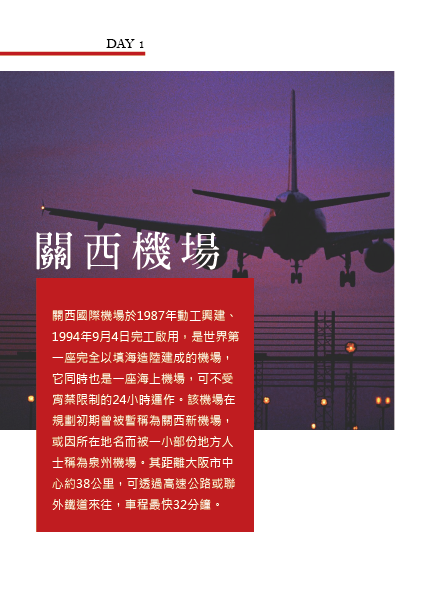 DAY 1
關西機場
關西國際機場於1987年動工興建、
1994年9月4日完工啟用，是世界第
一座完全以填海造陸建成的機場，
它同時也是一座海上機場，可不受
宵禁限制的24小時運作。該機場在
規劃初期曾被暫稱為關西新機場，
或因所在地名而被一小部份地方人
士稱為泉州機場。其距離大阪市中
心約38公里，可透過高速公路或聯
外鐵道來往，車程最快32分鐘。